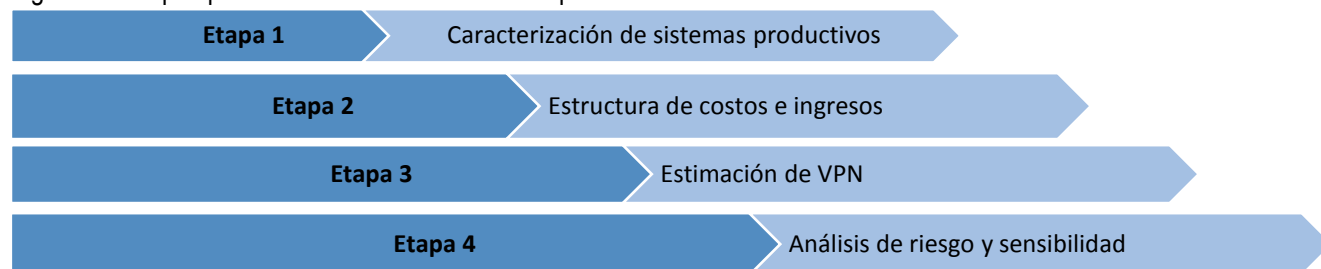 Etapa 1 Caracterización de sistemas productivos
Etapa 2 Estructura de costos e ingresos
Etapa 3 Estimación de VPN
Etapa 4 Análisis de riesgo y sensibilidad